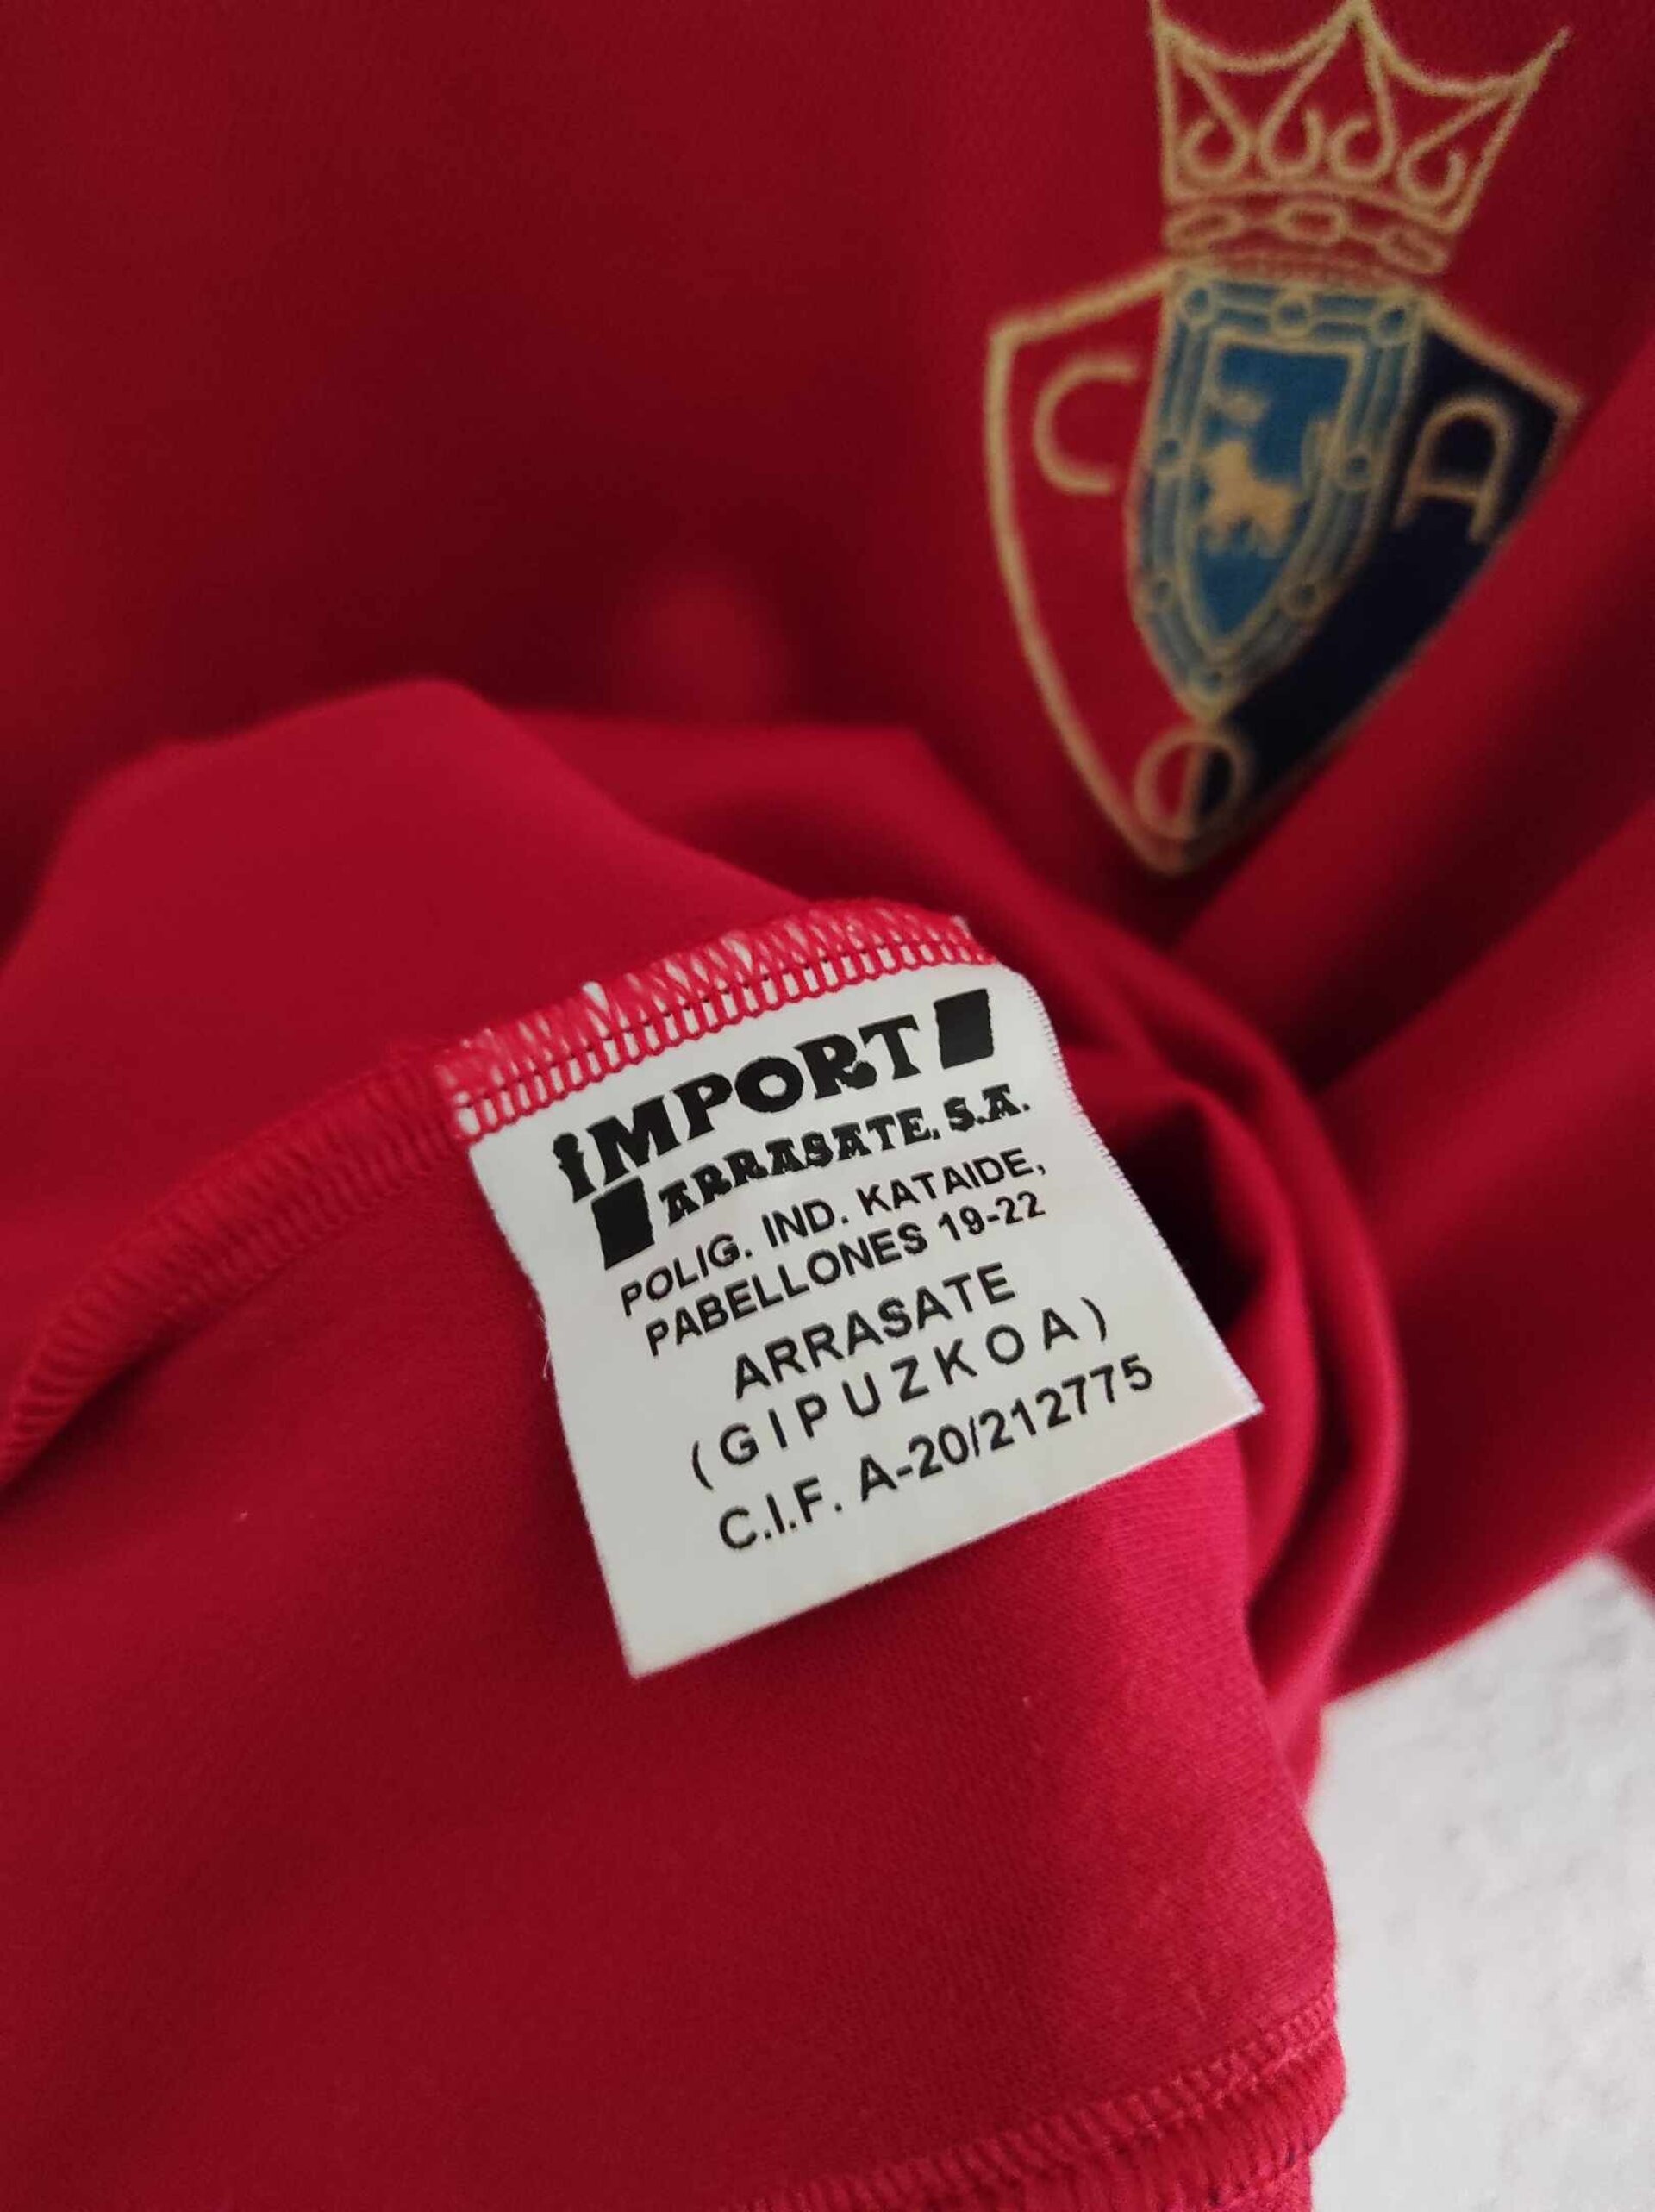 C A
O
IMPORT
ARRASATE, S.A.
POLIG. IND. KATAIDE,
PABELLONES 19-22
ARRASATE
(GIPUZKOA)
C.I.F. A-20/212775